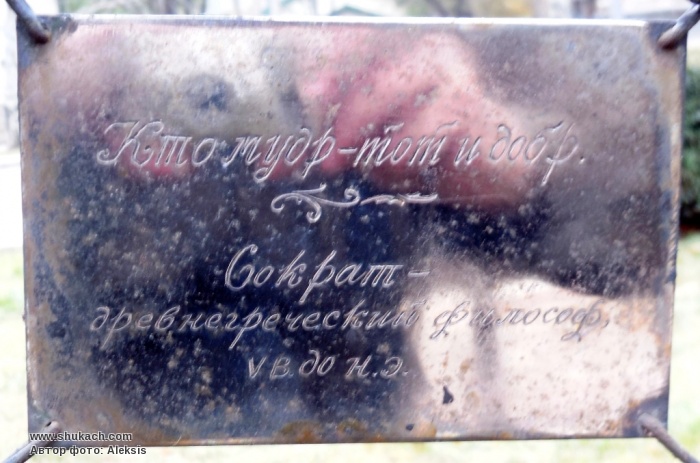 Кто мудр-тот и добр.
Сократ-
древнегреческий философ,
V в. до н.э.
www.shukach.com
Автор фото: Aleksis